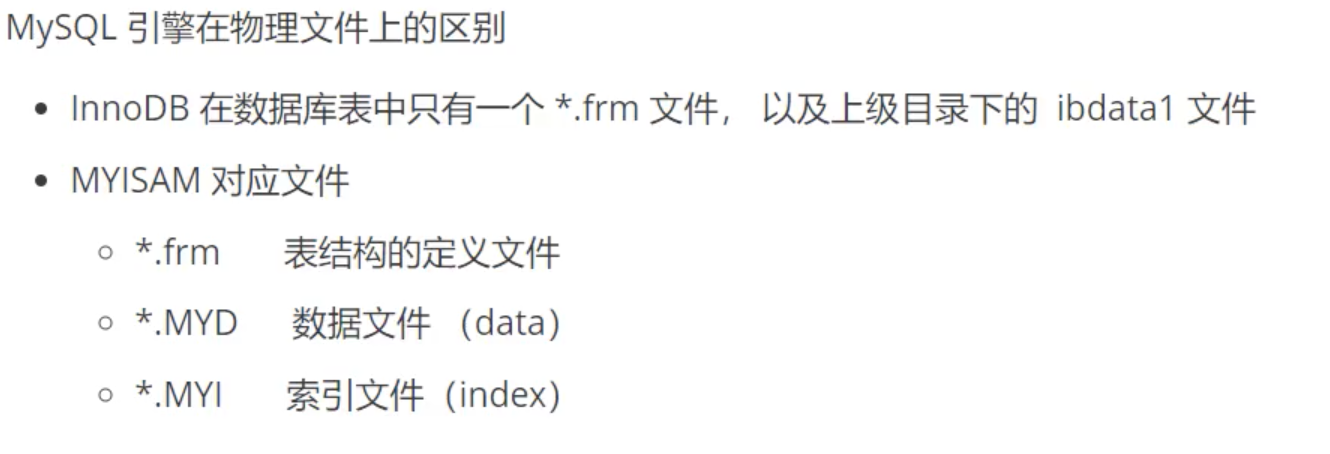 MySQL 引擎在物理文件上的区别
InnoDB 在数据库表中只有一个 *.frm 文件， 以及上级目录下的 ibdata1 文件
MYISAM 对应文件
*.frm 表结构的定义文件
*.MYD 数据文件 （data）
*.MYI 索引文件（index）